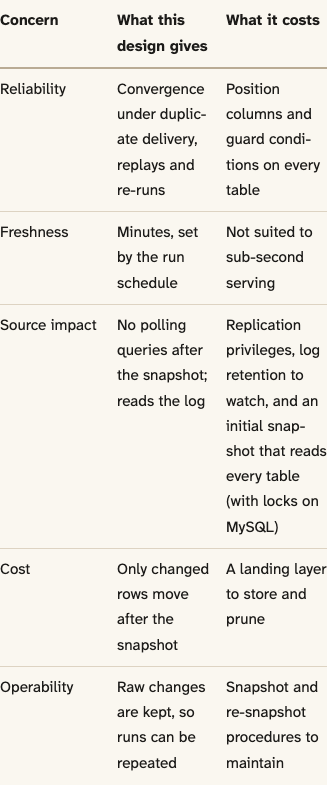 Concern What this design gives What it costs
Reliability
Convergence
under duplic-
ate delivery,
replays and
re-runs
Position
columns and
guard condi-
tions on every
table
Freshness
Minutes, set
by the run
schedule
Not suited to
sub-second
serving
Source impact
No polling
queries after
the snapshot;
reads the log
Replication
privileges, log
retention to
watch, and an
initial snap-
shot that reads
every table
(with locks on
MySQL)
Cost
Only changed
rows move
after the
snapshot
A landing layer
to store and
prune
Operability
Raw changes
are kept, so
runs can be
repeated
Snapshot and
re-snapshot
procedures to
maintain